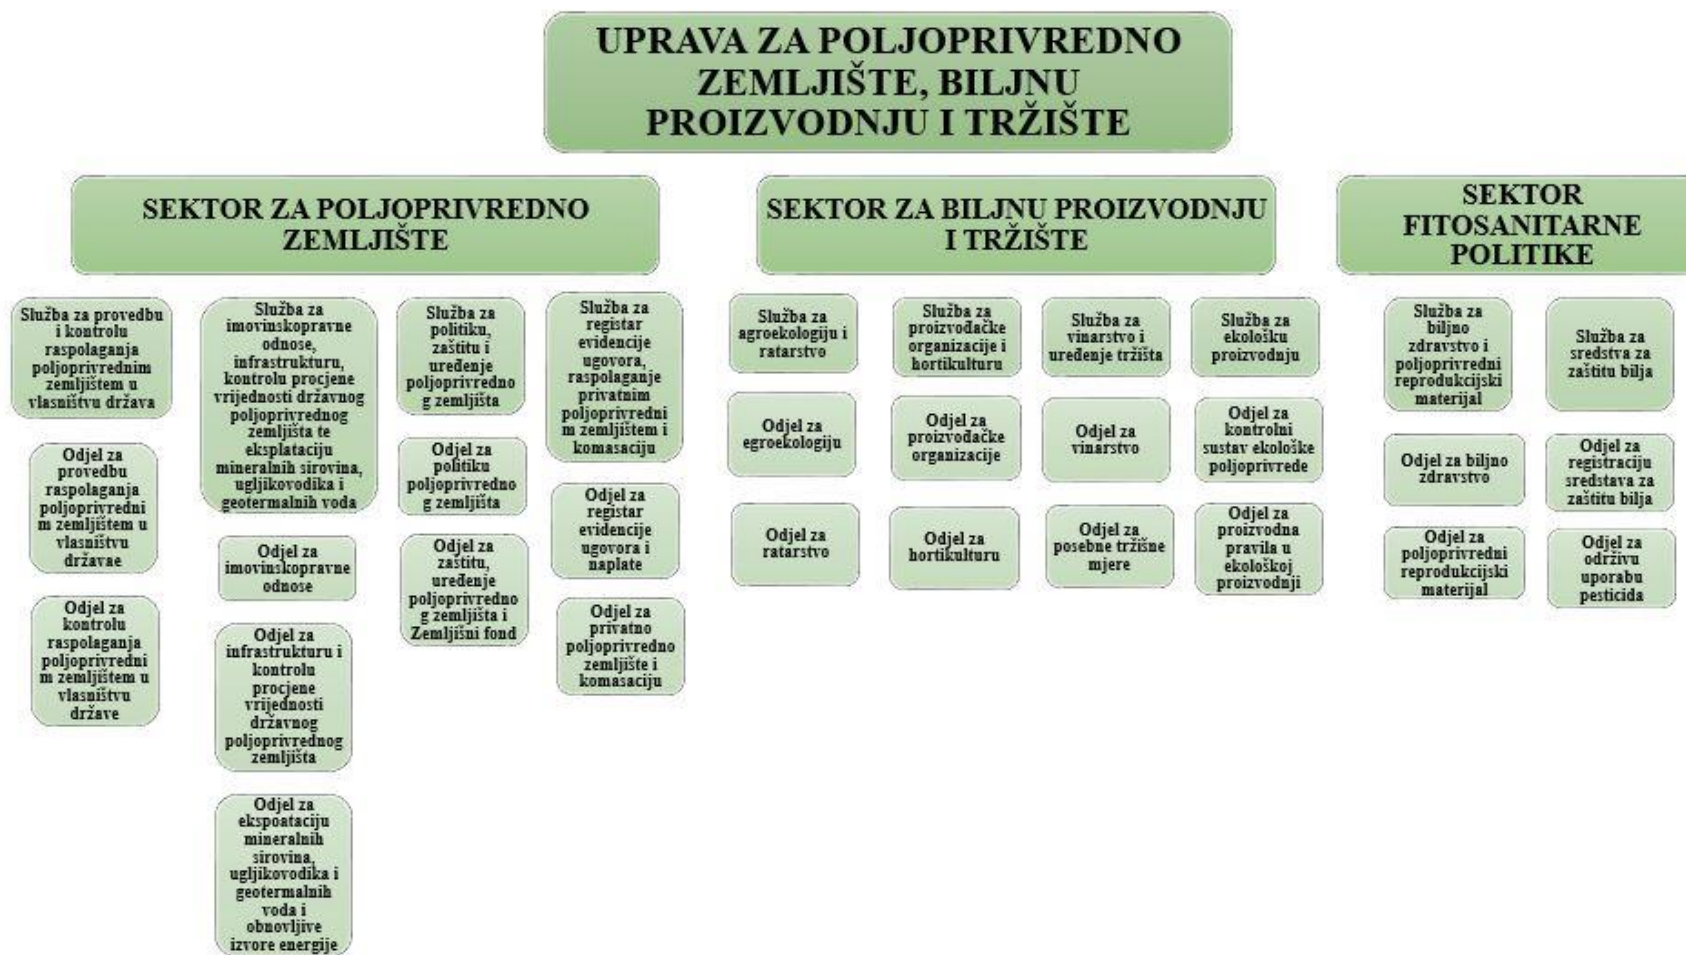 UPRAVA ZA POLJOPRIVREDNO
ZEMLJIŠTE, BILJNU
PROIZVODNJU I TRŽIŠTE
SEKTOR ZA POLJOPRIVREDNO
ZEMLJIŠTE
Služba za provedbu
i kontrolu
raspolaganja
poljoprivrednim
zemljištem u
vlasništvu država
Odjel za
provedbu
raspolaganja
poljoprivredni
m zemljištem u
vlasništvu
državae
Odjel za
kontrolu
raspolaganja
poljoprivredni
m zemljištem u
vlasništvu
države
Služba za
imovinskopravne
odnose,
infrastrukturu,
kontrolu procjene
vrijednosti državnog
poljoprivrednog
zemljišta te
eksplataciju
mineralnih sirovina,
ugljikovodika i
geotermalnih voda
Odjel za
imovinskopravne
odnose
Odjel za
infrastrukturu i
kontrolu
procjene
vrijednosti
državnog
poljoprivrednog
zemljišta
Odjel za
ekspoataciju
mineralnih
sirovina,
ugljikovodika i
geotermalnih
voda i
obnovljive
izvore energije
Služba za
politiku,
zaštitu i
uređenje
poljoprivredno
g zemljišta
Odjel za
politiku
poljoprivredno
g zemljišta
Odjel za
zaštitu,
uređenje
poljoprivredno
g zemljišta i
Zemljišni fond
Služba za
registar
evidencije
ugovora,
raspolaganje
privatnim
poljoprivredni
m zemljištem i
komasaciju
Odjel za
registar
evidencije
ugovora i
naplate
Odjel za
privatno
poljoprivredno
zemljište i
komasaciju
SEKTOR ZA BILJNU PROIZVODNJU
I TRŽIŠTE
Služba za
agroekologiju i
ratarstvo
Odjel za
egroekologiju
Odjel za
ratarstvo
Služba za
proizvođačke
organizacije i
hortikulturu
Odjel za
proizvođačke
organizacije
Odjel za
hortikulturu
Služba za
vinarstvo i
uređenje tržišta
Odjel za
vinarstvo
Odjel za
posebne tržišne
mjere
Služba za
ekološku
proizvodnju
Odjel za
kontrolni
sustav ekološke
poljoprivrede
Odjel za
proizvodna
pravila u
ekološkoj
proizvodnji
SEKTOR
FITOSANITARNE
POLITIKE
Služba za
biljno
zdravstvo i
poljoprivredni
reprodukcijski
materijal
Odjel za biljno
zdravstvo
Odjel za
poljoprivredni
reprodukcijski
materijal
Služba za
sredstva za
zaštitu bilja
Odjel za
registraciju
sredstava za
zaštitu bilja
Odjel za
održivu
uporabu
pesticida